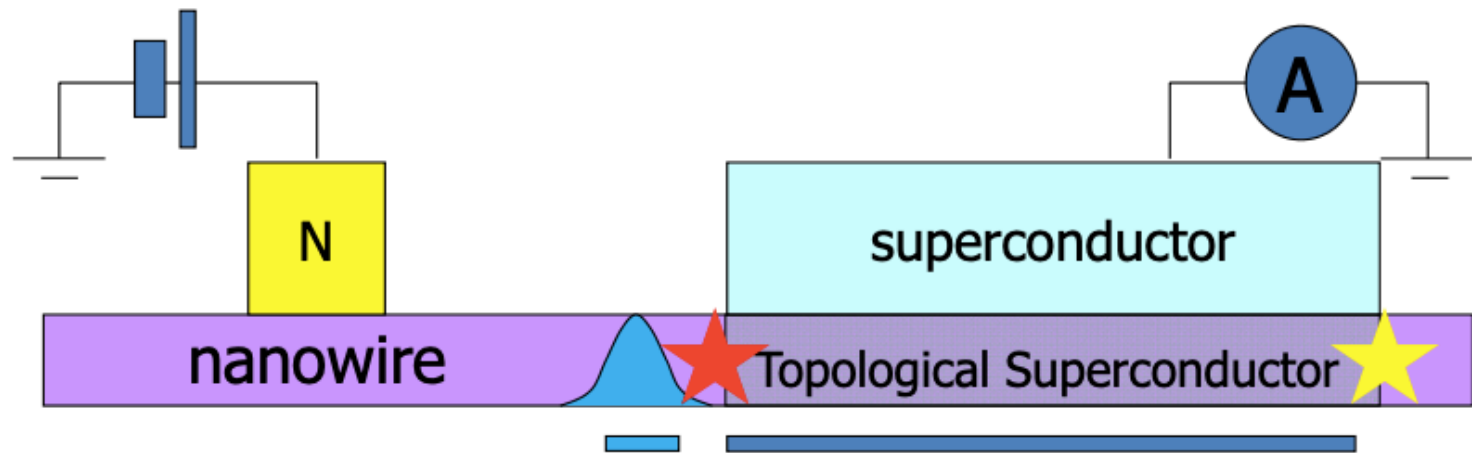 A
N
superconductor
nanowire
Topological Superconductor